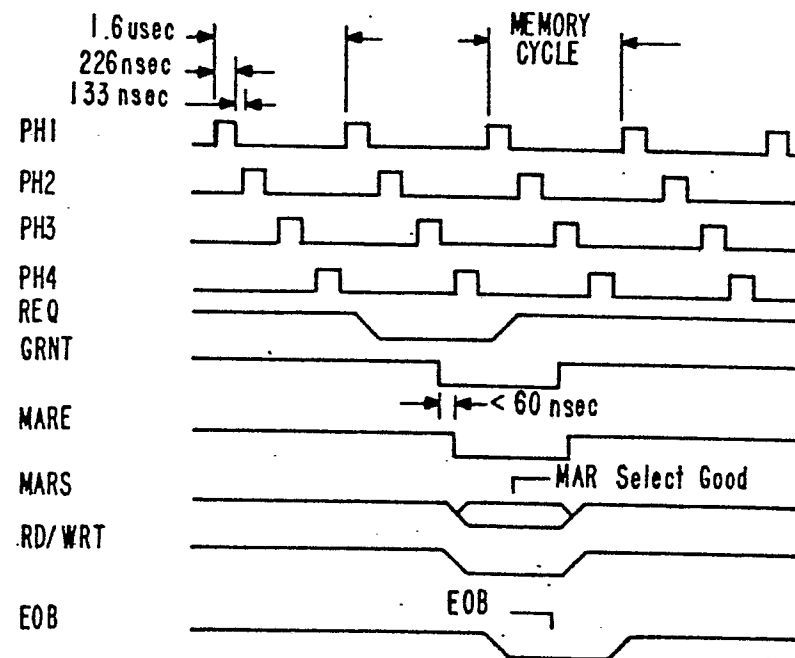 1.6usec
MEMORY
CYCLE
226nsec
133 nsec
PH1
PH2
PH3
PH4
REQ
GRNT
< 60 nsec
MARE
MAR Select Good
MARS
RD/WRT
EOB
EOB